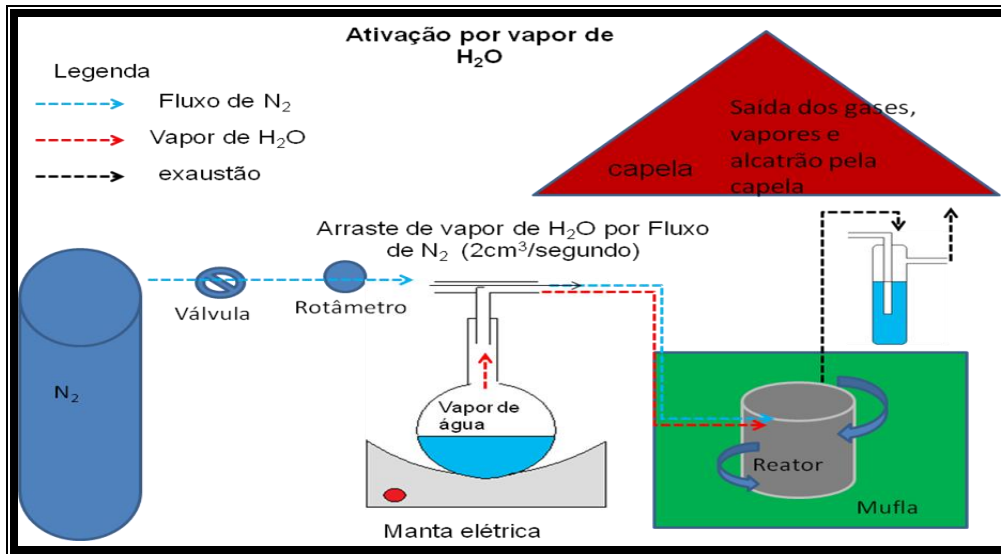 Ativação por vapor de
H₂O
Legenda
Fluxo de N₂
Vapor de H₂O
exaustão
Saída dos gases,
vapores e
alcatrão pela
capela
capela
Arraste de vapor de H₂O por Fluxo
de N₂ (2cm³/segundo)
Válvula
Rotâmetro
N₂
Vapor de
água
Reator
Mufla
Manta elétrica